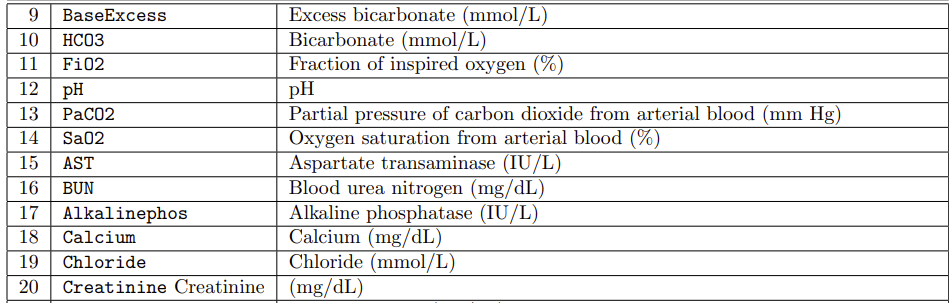 9 BaseExcess Excess bicarbonate (mmol/L)
10 HCO3 Bicarbonate (mmol/L)
11 FiO2 Fraction of inspired oxygen (%)
12 pH pH
13 PaCO2 Partial pressure of carbon dioxide from arterial blood (mm Hg)
14 SaO2 Oxygen saturation from arterial blood (%)
15 AST Aspartate transaminase (IU/L)
16 BUN Blood urea nitrogen (mg/dL)
17 Alkalinephos Alkaline phosphatase (IU/L)
18 Calcium Calcium (mg/dL)
19 Chloride Chloride (mmol/L)
20 Creatinine Creatinine (mg/dL)